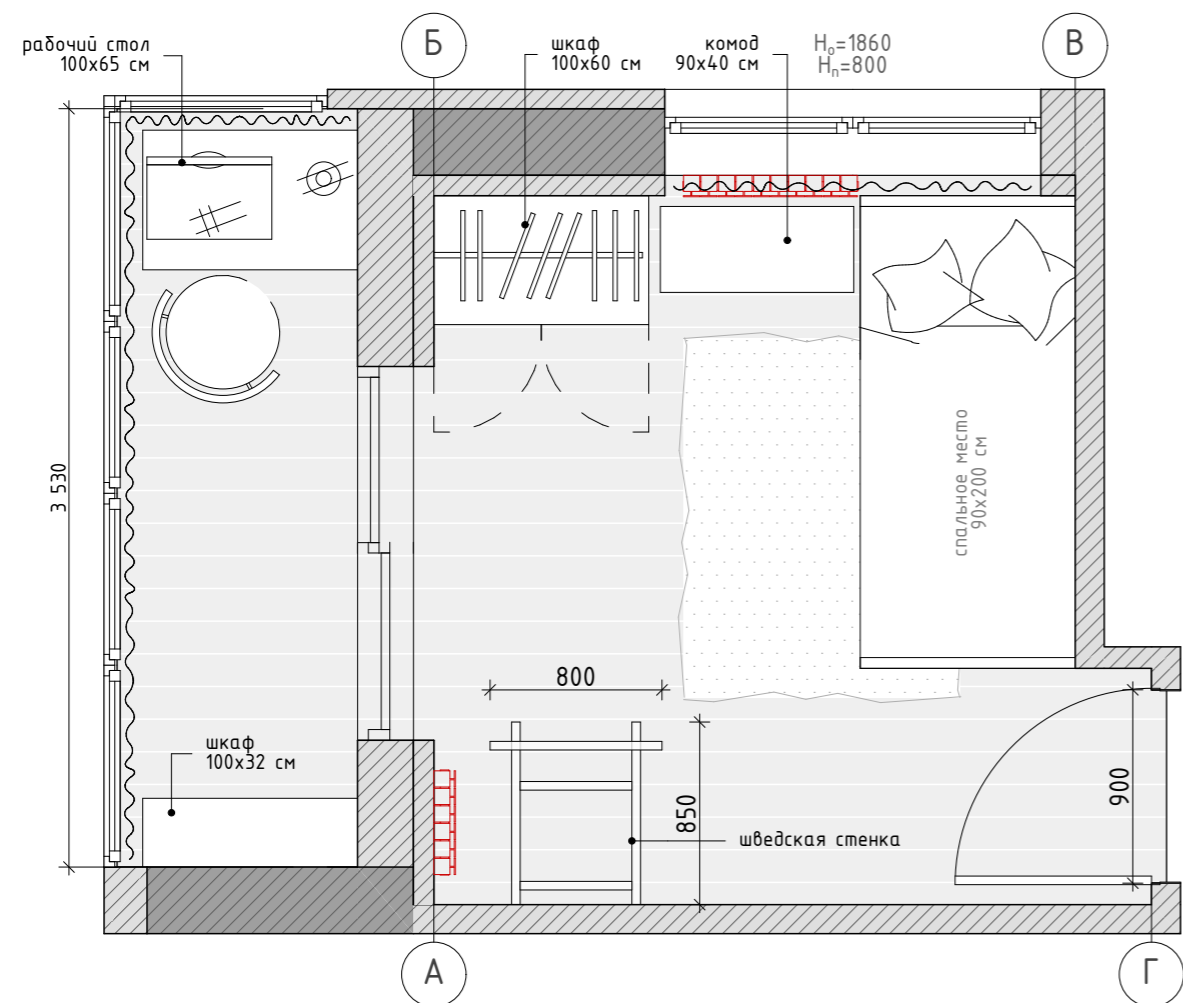 рабочий стол
100х65 см
Б
шкаф
100х60 см
комод
90х40 см
Hо=1860
Hп=800
В
3 530
спальное место
90х200 см
800
шкаф
100х32 см
850
шведская стенка
900
А
Г